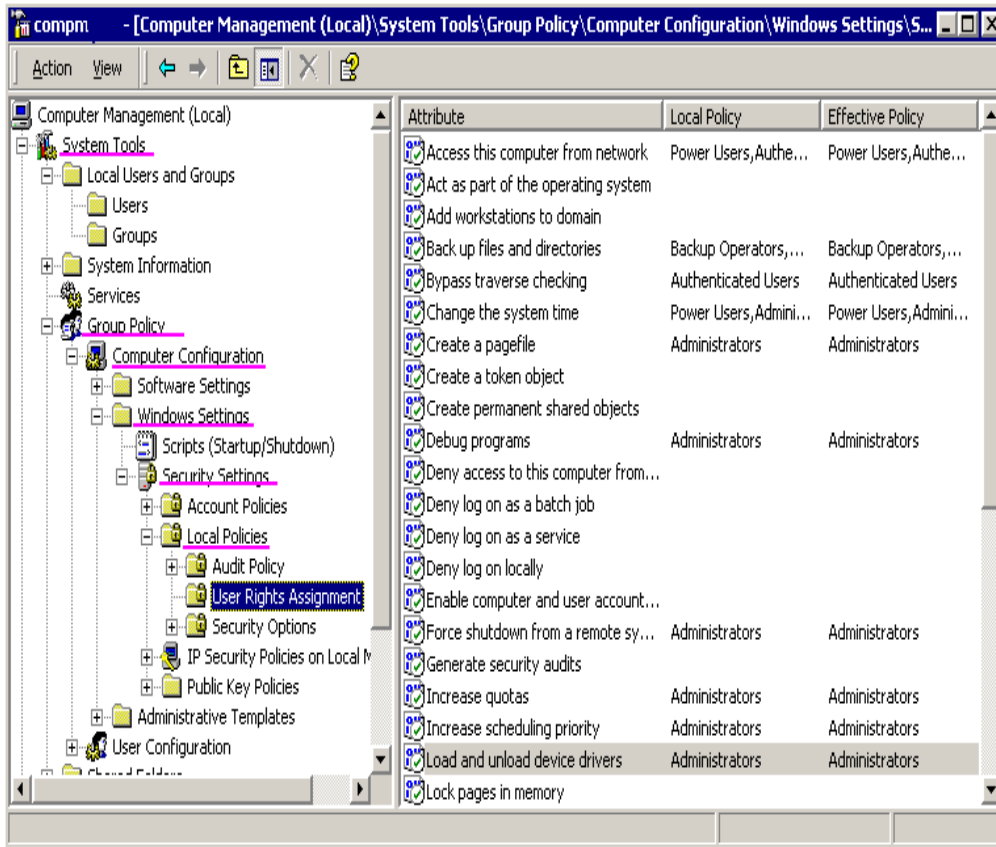 compm - [Computer Management (Local)\System Tools\Group Policy\Computer Configuration\Windows Settings\S...
Action View
Computer Management (Local)
System Tools
Local Users and Groups
Users
Groups
System Information
Services
Group Policy
Computer Configuration
Software Settings
Windows Settings
Scripts (Startup/Shutdown)
Security Settings
Account Policies
Local Policies
Audit Policy
User Rights Assignment
Security Options
IP Security Policies on Local M
Public Key Policies
Administrative Templates
User Configuration
Shared Folders
Attribute Local Policy Effective Policy
Access this computer from network Power Users,Authe... Power Users,Authe...
Act as part of the operating system
Add workstations to domain
Back up files and directories Backup Operators,... Backup Operators,...
Bypass traverse checking Authenticated Users Authenticated Users
Change the system time Power Users,Admini... Power Users,Admini...
Create a pagefile Administrators Administrators
Create a token object
Create permanent shared objects
Debug programs Administrators Administrators
Deny access to this computer from...
Deny log on as a batch job
Deny log on as a service
Deny log on locally
Enable computer and user account...
Force shutdown from a remote sy... Administrators Administrators
Generate security audits
Increase quotas Administrators Administrators
Increase scheduling priority Administrators Administrators
Load and unload device drivers Administrators Administrators
Lock pages in memory